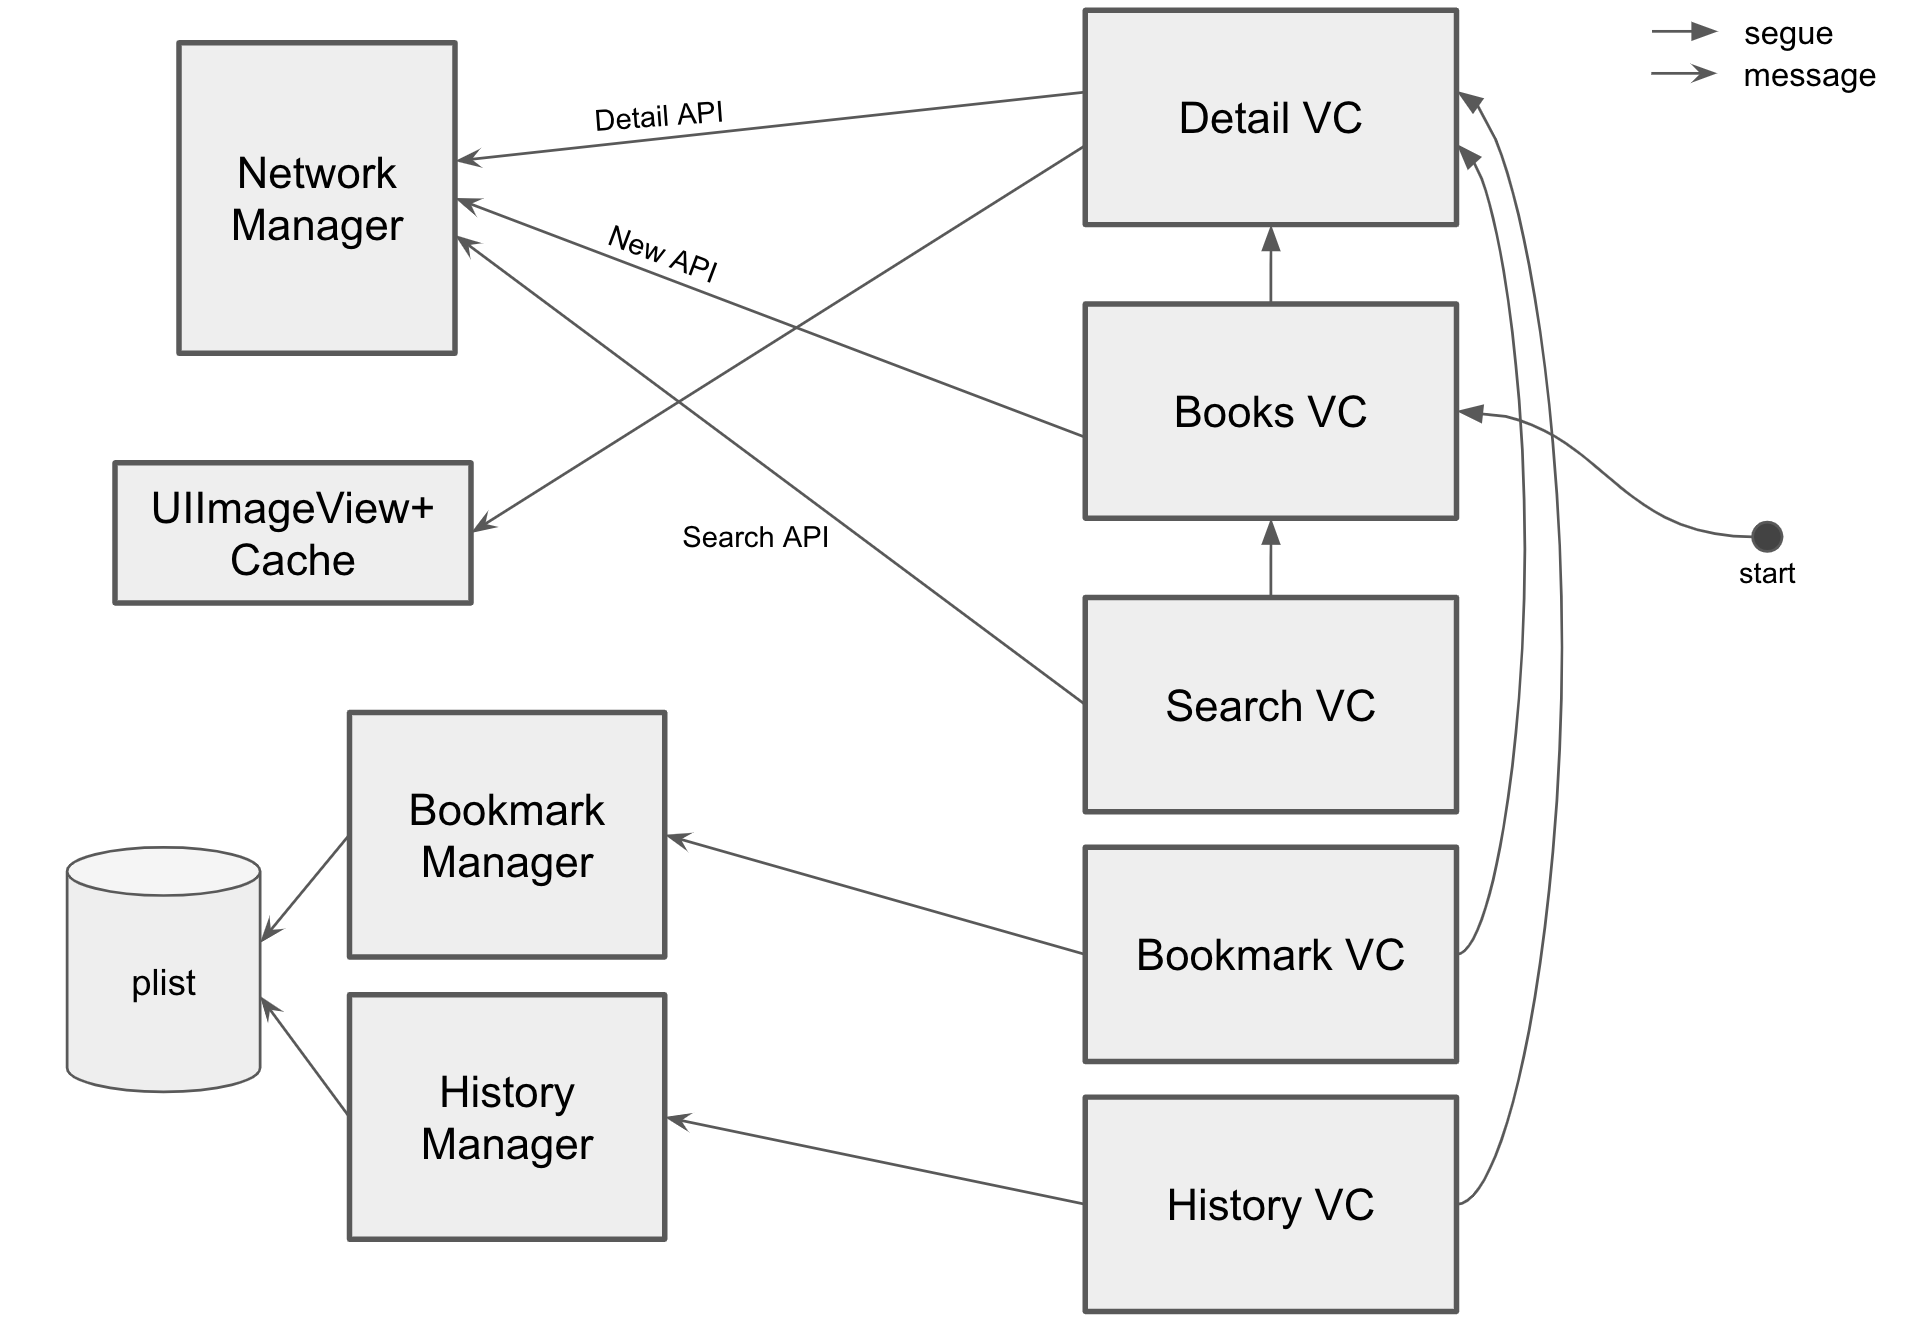 segue
message
Detail VC
Detail API
Network
Manager
New API
Books VC
UIImageView+
Cache
Search API
start
Search VC
Bookmark
Manager
Bookmark VC
plist
History
Manager
History VC